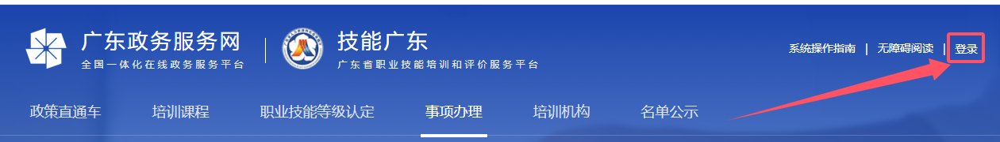 广东政务服务网
全国一体化在线政务服务平台
技能广东
广东省职业技能培训和评价服务平台
系统操作指南 | 无障碍阅读 | 登录
政策直通车 培训课程 职业技能等级认定 事项办理 培训机构 名单公示